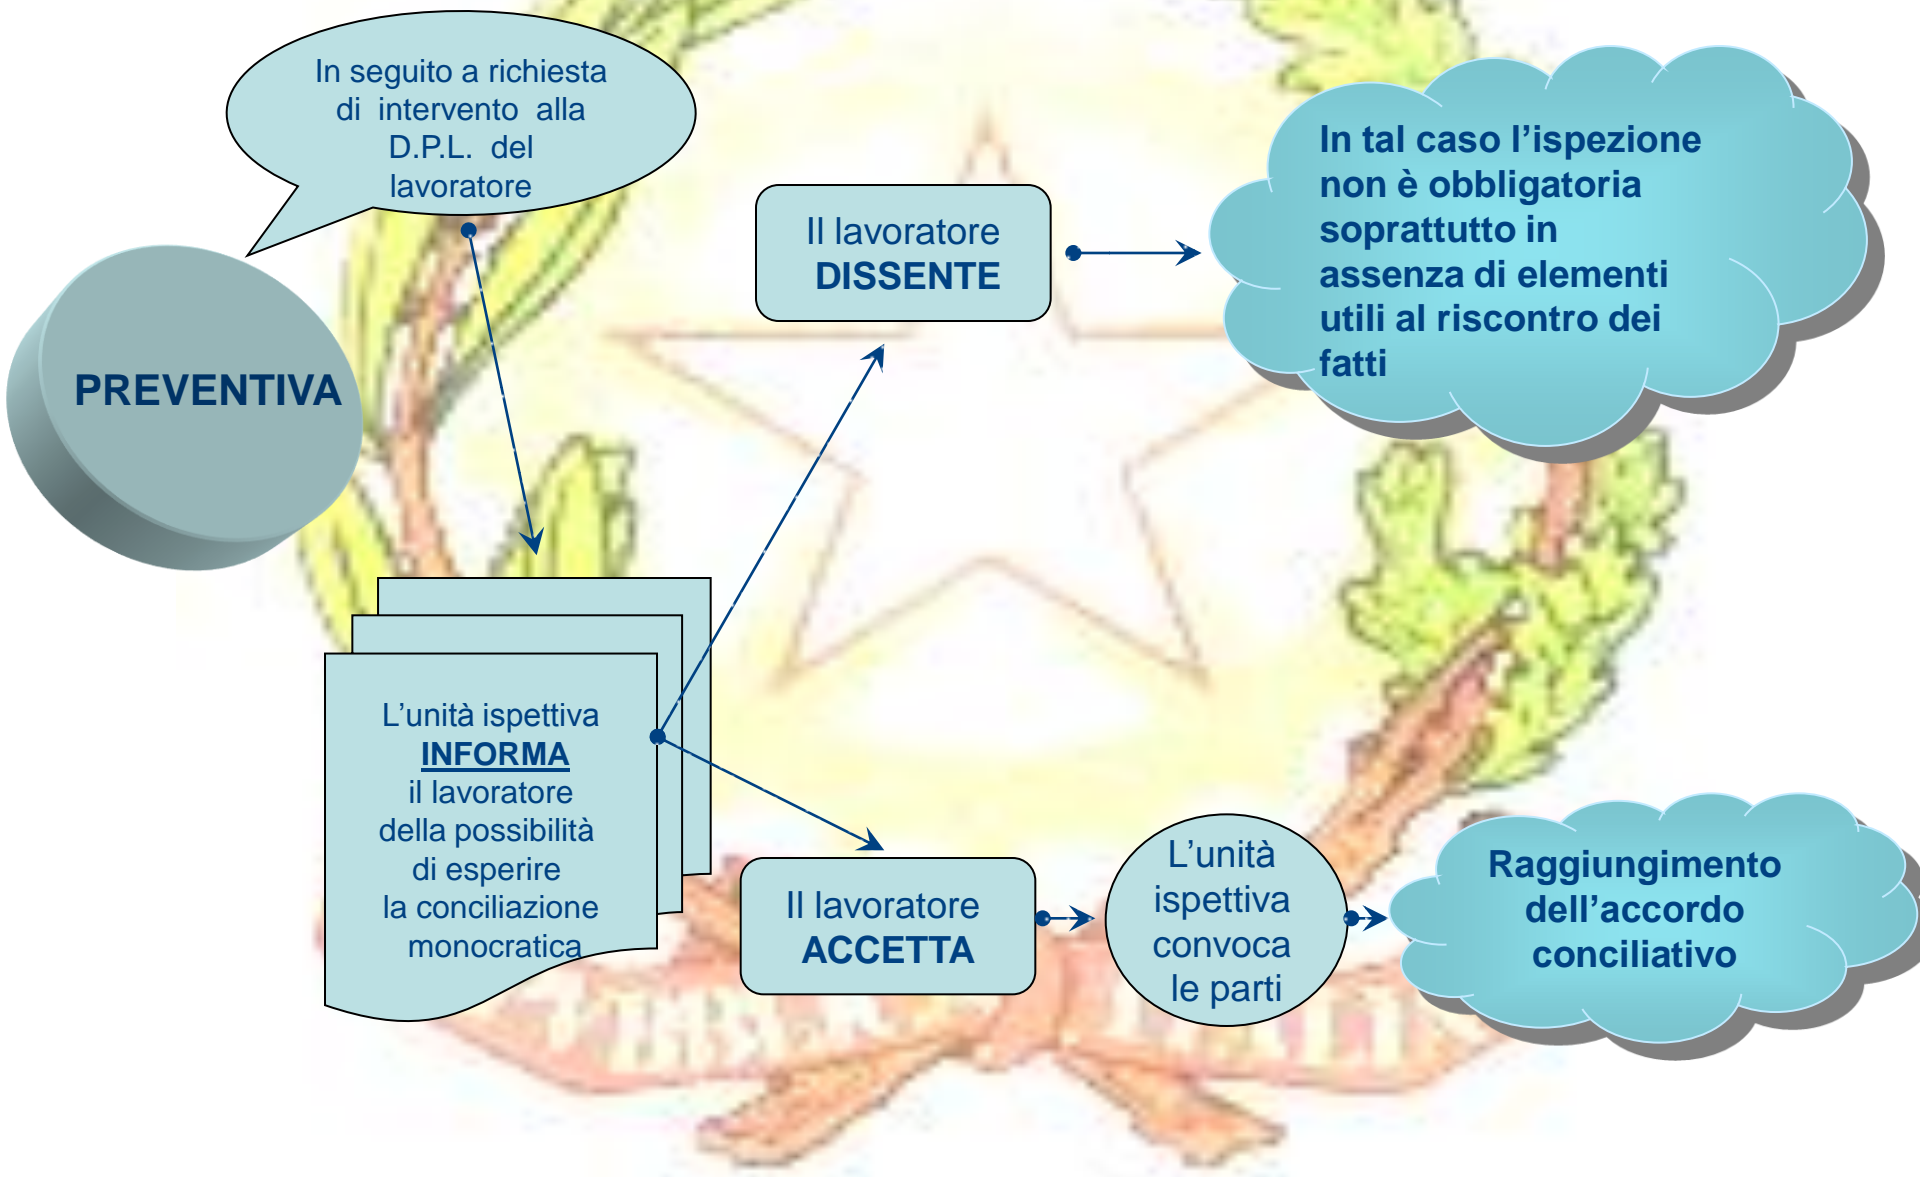 In seguito a richiesta
di intervento alla
D.P.L. del
lavoratore
PREVENTIVA
Il lavoratore
DISSENTE
In tal caso l'ispezione
non è obbligatoria
soprattutto in
assenza di elementi
utili al riscontro dei
fatti
L'unità ispettiva
INFORMA
il lavoratore
della possibilità
di esperire
la conciliazione
monocratica
Il lavoratore
ACCETTA
L'unità
ispettiva
convoca
le parti
Raggiungimento
dell'accordo
conciliativo